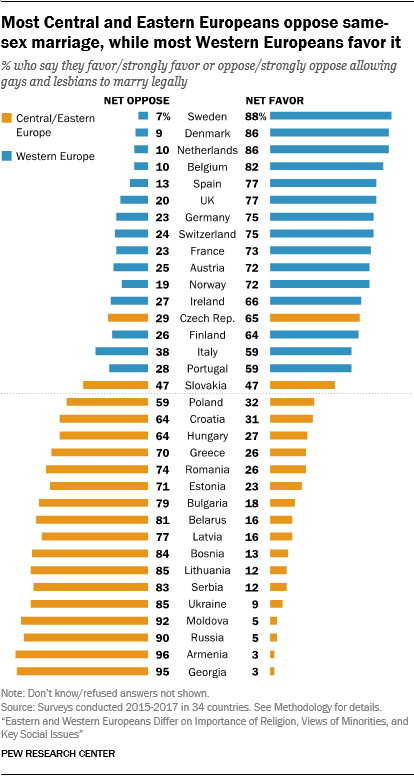 Most Central and Eastern Europeans oppose same-
sex marriage, while most Western Europeans favor it
% who say they favor/strongly favor or oppose/strongly oppose allowing
gays and lesbians to marry legally
NET OPPOSE NET FAVOR
Central/Eastern
Europe
Western Europe
7% Sweden 88%
9 Denmark 86
10 Netherlands 86
10 Belgium 82
13 Spain 77
20 UK 77
23 Germany 75
24 Switzerland 75
23 France 73
25 Austria 72
19 Norway 72
27 Ireland 66
29 Czech Rep. 65
26 Finland 64
38 Italy 59
28 Portugal 59
47 Slovakia 47
59 Poland 32
64 Croatia 31
64 Hungary 27
70 Greece 26
74 Romania 26
71 Estonia 23
79 Bulgaria 18
81 Belarus 16
77 Latvia 16
84 Bosnia 13
85 Lithuania 12
83 Serbia 12
85 Ukraine 9
92 Moldova 5
90 Russia 5
96 Armenia 3
95 Georgia 3
Note: Don’t know/refused answers not shown.
Source: Surveys conducted 2015-2017 in 34 countries. See Methodology for details.
“Eastern and Western Europeans Differ on Importance of Religion, Views of Minorities, and
Key Social Issues”
PEW RESEARCH CENTER